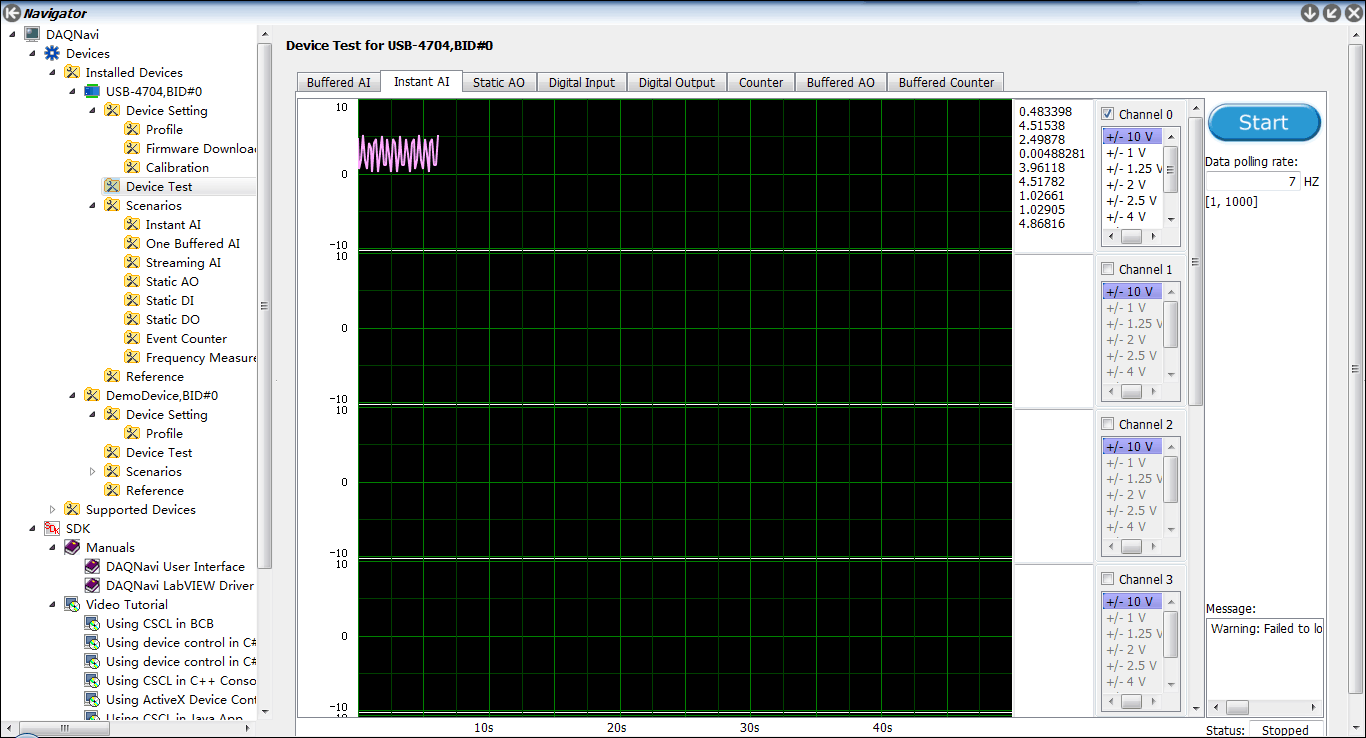 Navigator
DAQNavi
Devices
Installed Devices
USB-4704,BID#0
Device Setting
Profile
Firmware Downloa
Calibration
Device Test
Scenarios
Instant AI
One Buffered AI
Streaming AI
Static AO
Static DI
Static DO
Event Counter
Frequency Measure
Reference
DemoDevice,BID#0
Device Setting
Profile
Device Test
Scenarios
Reference
Supported Devices
SDK
Manuals
DAQNavi User Interface
DAQNavi LabVIEW Driver
Video Tutorial
Using CSCL in BCB
Using device control in C#
Using device control in C#
Using CSCL in C++ Conso
Using ActiveX Device Cont
Using CSCL in Java App
Device Test for USB-4704,BID#0
Buffered AI Instant AI Static AO Digital Input Digital Output Counter Buffered AO Buffered Counter
10
0
-10
10
0
-10
10
0
-10
10
0
-10
10s 20s 30s 40s
0.483398
4.51538
2.49878
0.00488281
3.96118
4.51782
1.02661
1.02905
4.86816
Channel 0
+/- 10 V
+/- 1 V
+/- 1.25 V
+/- 2 V
+/- 2.5 V
+/- 4 V
Channel 1
+/- 10 V
+/- 1 V
+/- 1.25 V
+/- 2 V
+/- 2.5 V
+/- 4 V
Channel 2
+/- 10 V
+/- 1 V
+/- 1.25 V
+/- 2 V
+/- 2.5 V
+/- 4 V
Channel 3
+/- 10 V
+/- 1 V
+/- 1.25 V
+/- 2 V
+/- 2.5 V
+/- 4 V
Start
Data polling rate:
7 HZ
[1, 1000]
Message:
Warning: Failed to lo
Status: Stopped